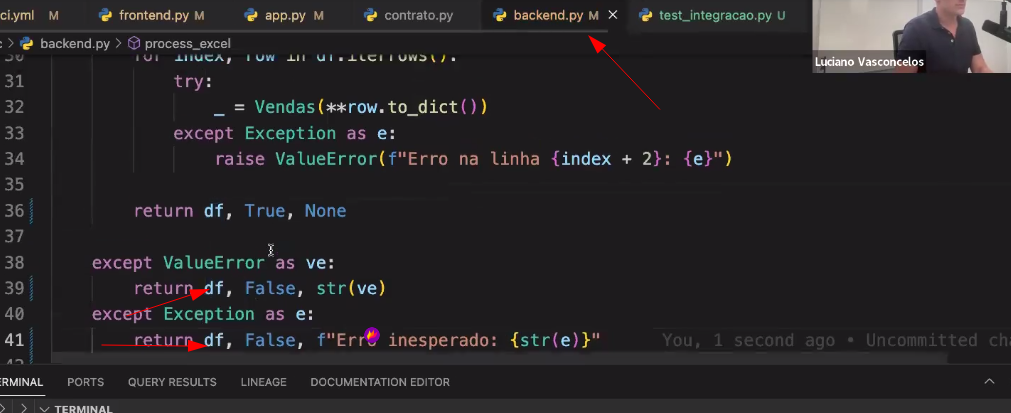 ci.yml M frontend.py M app.py M contrato.py backend.py M × test_integracao.py U
> backend.py > process_excel
Luciano Vasconcelos
30 for index, row in df.iterrows():
31 try:
32 _ = Vendas(**row.to_dict())
33 except Exception as e:
34 raise ValueError(f"Erro na linha {index + 2}: {e}")
35
36 return df, True, None
37
38 except ValueError as ve:
39 return df, False, str(ve)
40 except Exception as e:
41 return df, False, f"Erro inesperado: {str(e)}" You, 1 second ago • Uncommitted cha
42
ERMINAL PORTS QUERY RESULTS LINEAGE DOCUMENTATION EDITOR
TERMINAL